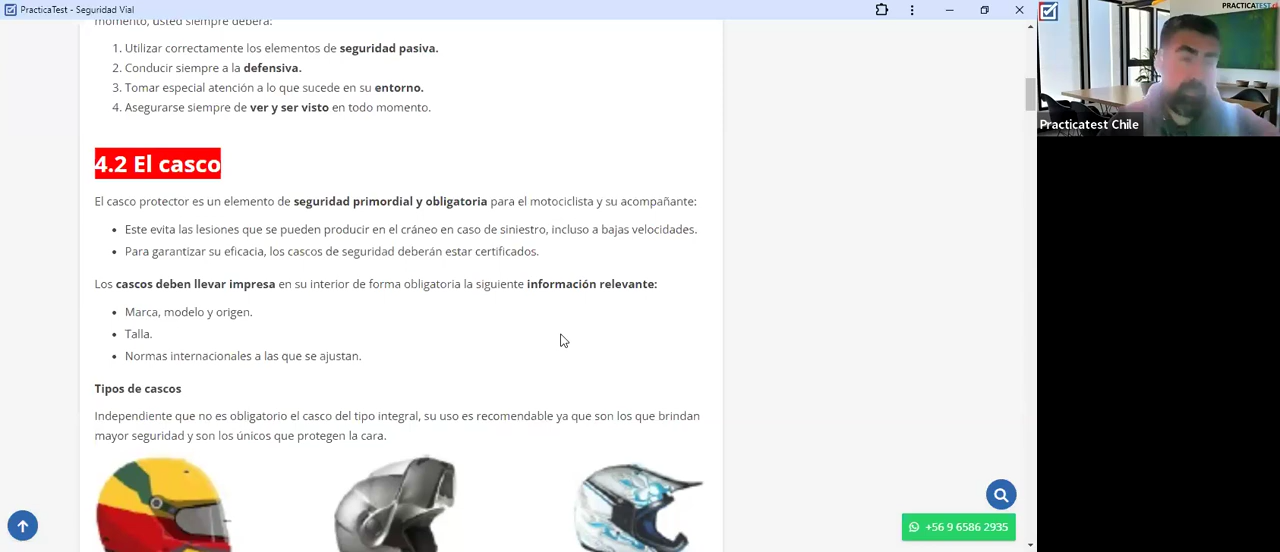 PracticaTest - Seguridad Vial
momento, usted siempre deberá:
1. Utilizar correctamente los elementos de seguridad pasiva.
2. Conducir siempre a la defensiva.
3. Tomar especial atención a lo que sucede en su entorno.
4. Asegurarse siempre de ver y ser visto en todo momento.
4.2 El casco
El casco protector es un elemento de seguridad primordial y obligatoria para el motociclista y su acompañante:
• Este evita las lesiones que se pueden producir en el cráneo en caso de siniestro, incluso a bajas velocidades.
• Para garantizar su eficacia, los cascos de seguridad deberán estar certificados.
Los cascos deben llevar impresa en su interior de forma obligatoria la siguiente información relevante:
• Marca, modelo y origen.
• Talla.
• Normas internacionales a las que se ajustan.
Tipos de cascos
Independiente que no es obligatorio el casco del tipo integral, su uso es recomendable ya que son los que brindan
mayor seguridad y son los únicos que protegen la cara.
+56 9 6586 2935
PRACTICATEST.cl
Practicatest Chile